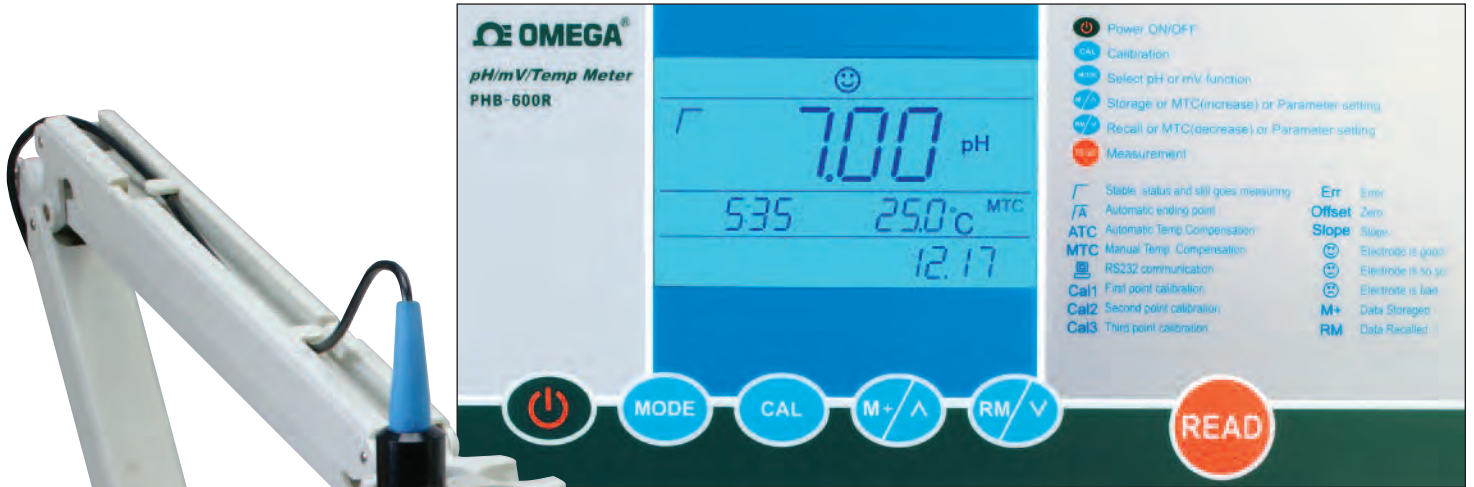 OMEGA®
pH/mV/Temp Meter
PHB-600R
7.00 pH
5:35 25.0°C MTC
12.17
Power ON/OFF
CAL Calibration
MODE Select pH or mV function
M+/∧ Storage or MTC(increase) or Parameter setting
RM/∨ Recall or MTC(decrease) or Parameter setting
READ Measurement
Stable status and still goes measuring
A Automatic ending point
ATC Automatic Temp Compensation
MTC Manual Temp. Compensation
RS232 communication
Cal1 First point calibration
Cal2 Second point calibration
Cal3 Third point calibration
Err Error
Offset Zero
Slope Slope
Electrode is good
Electrode is so so
Electrode is bad
M+ Data Storaged
RM Data Recalled
MODE
CAL
M+/∧
RM/∨
READ